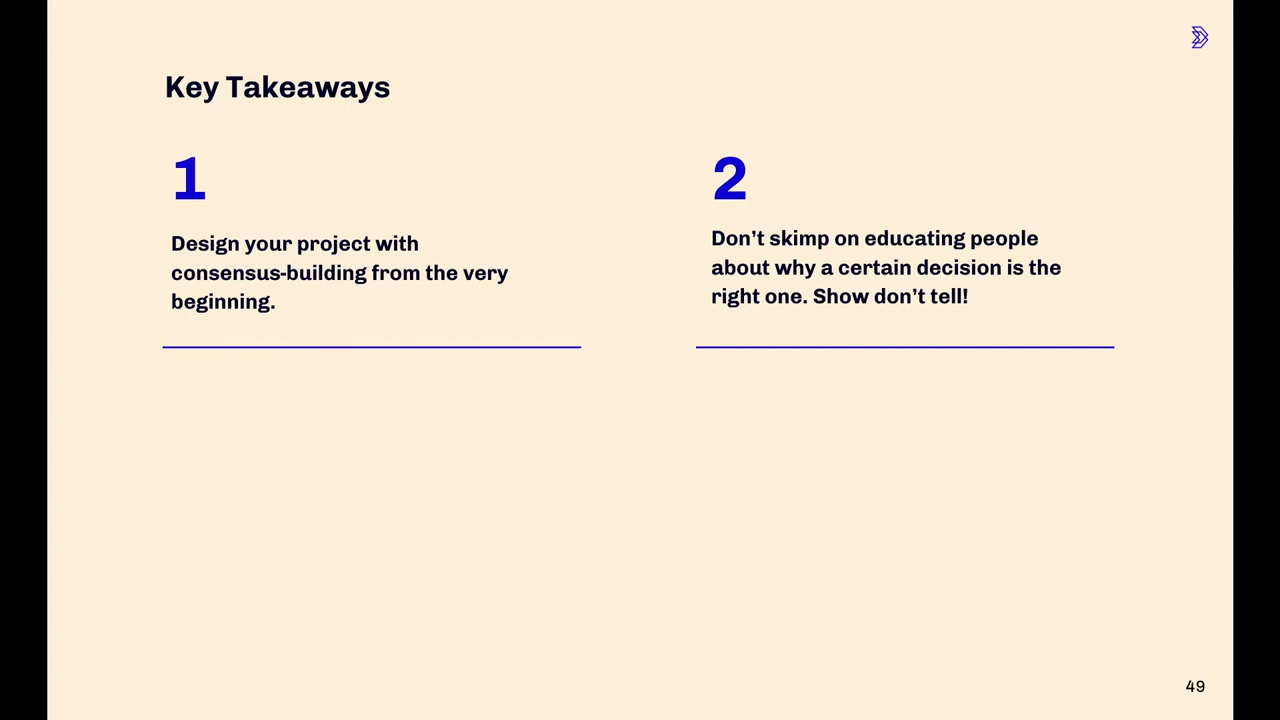 Key Takeaways
1
Design your project with
consensus-building from the very
beginning.
2
Don’t skimp on educating people
about why a certain decision is the
right one. Show don’t tell!
49